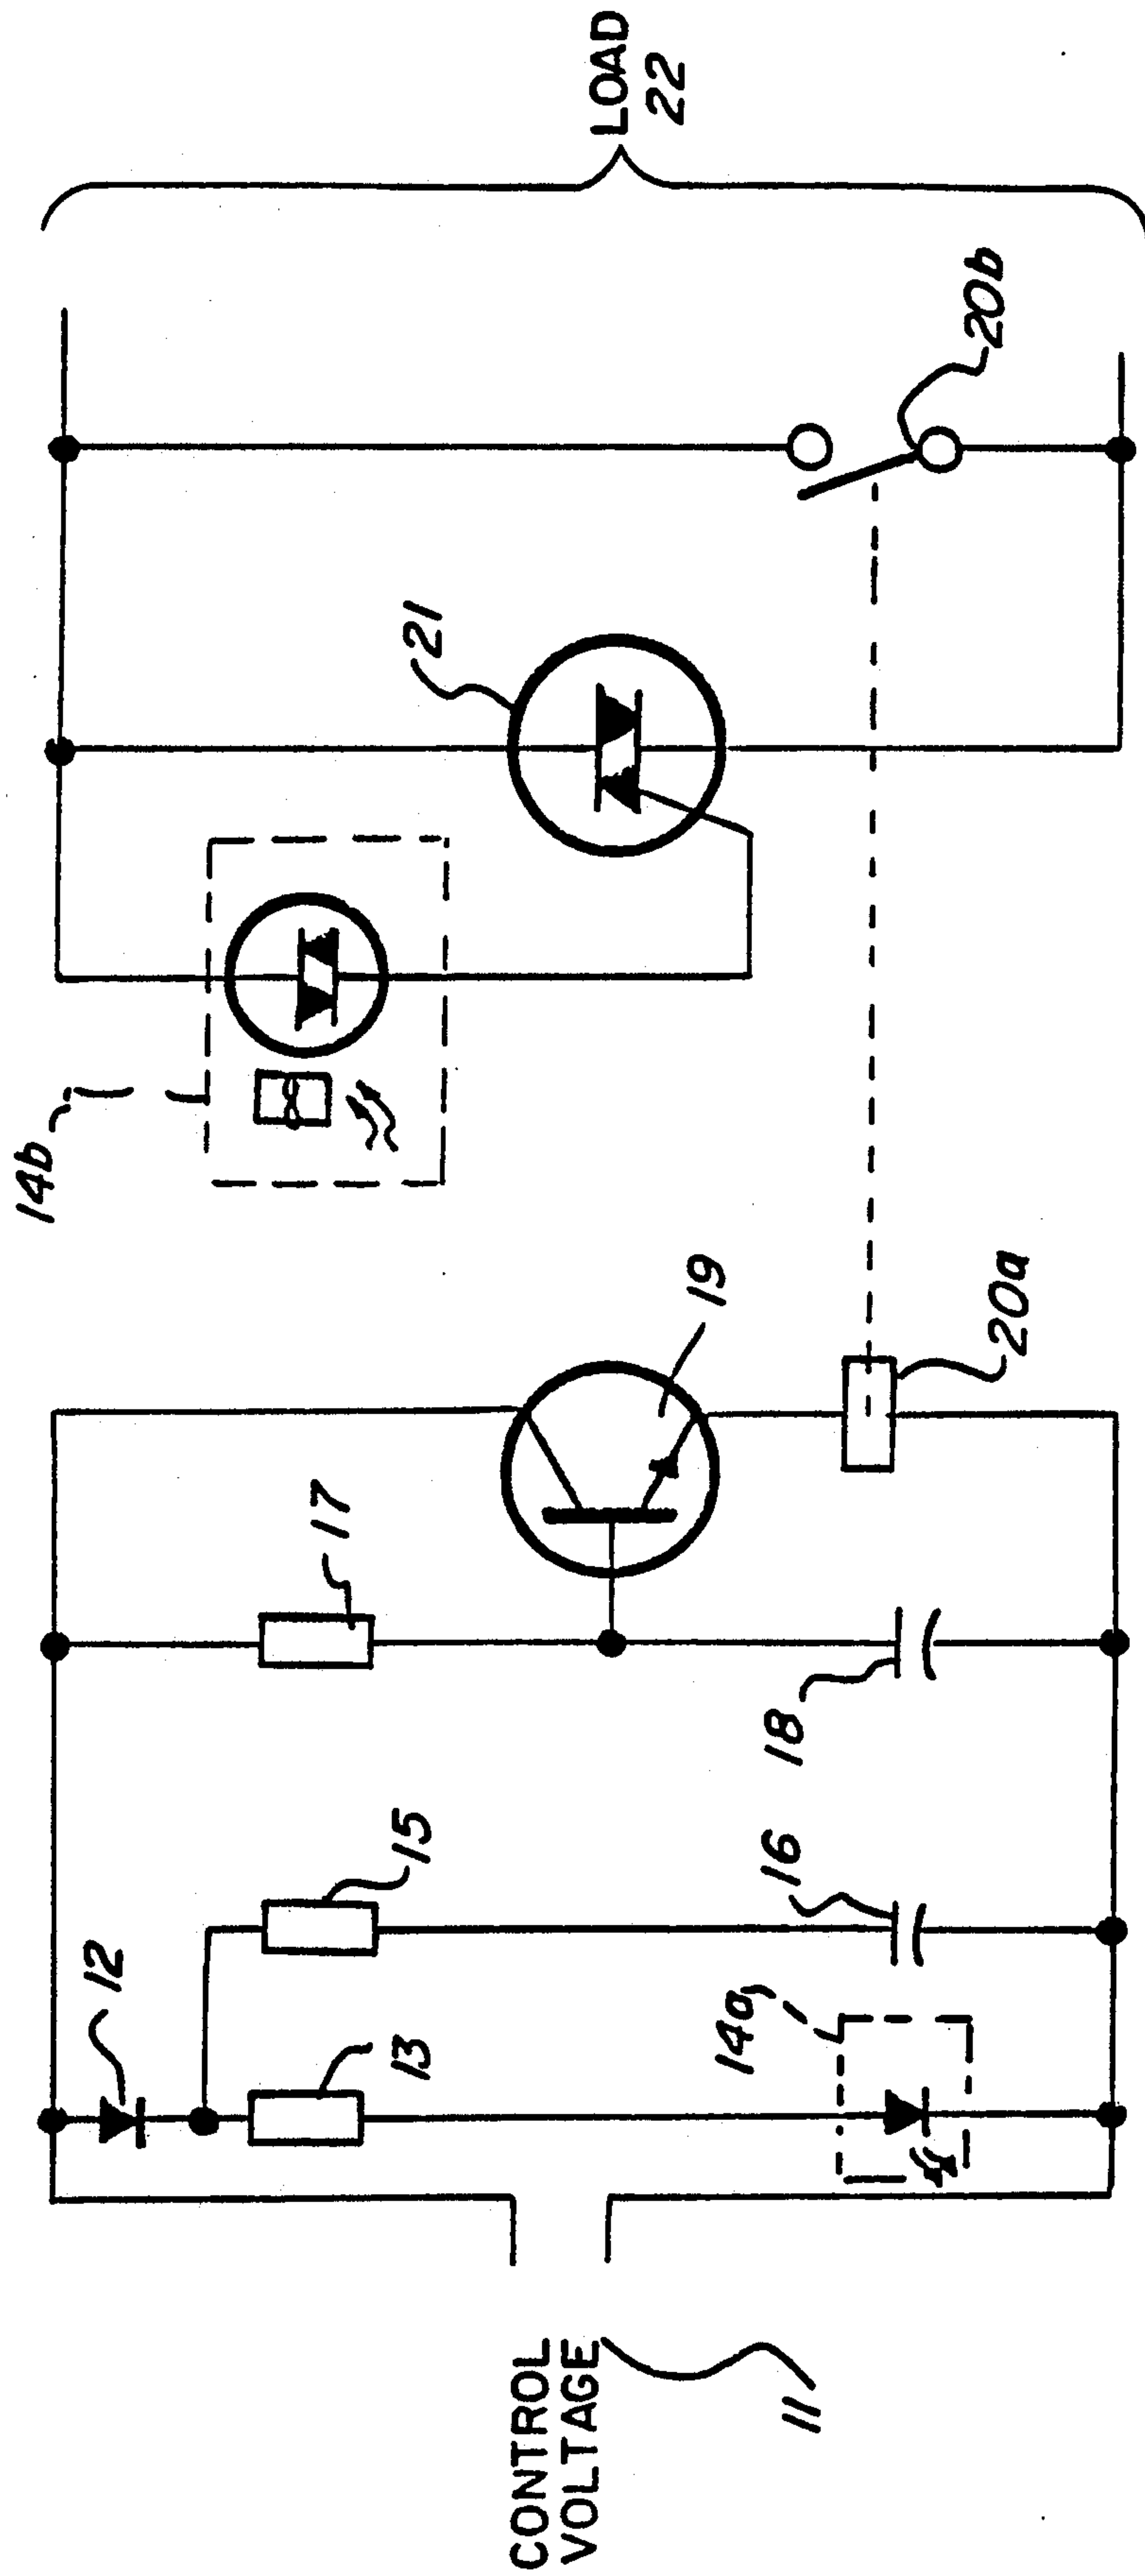 CONTROL
VOLTAGE
11
12
13
14a
15
16
17
18
19
20a
14b
21
20b
LOAD
22